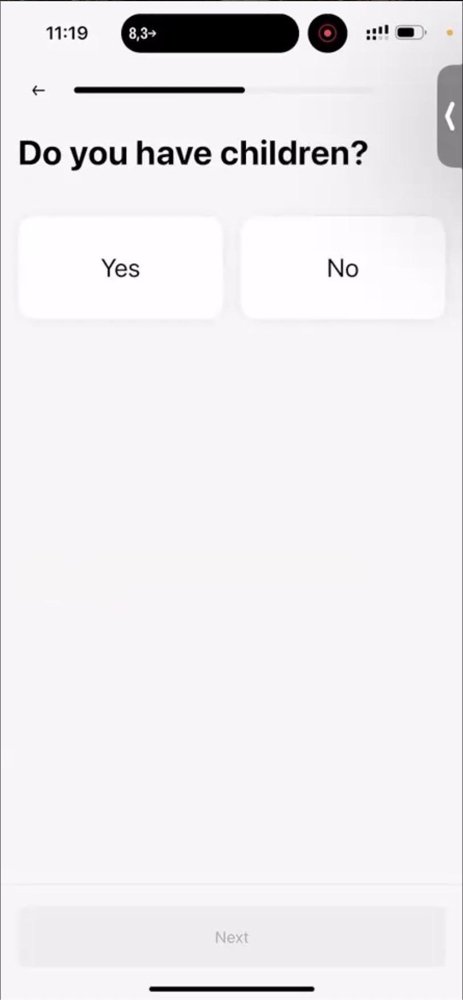 11:19
8,3→
←
Do you have children?
Yes
No
Next